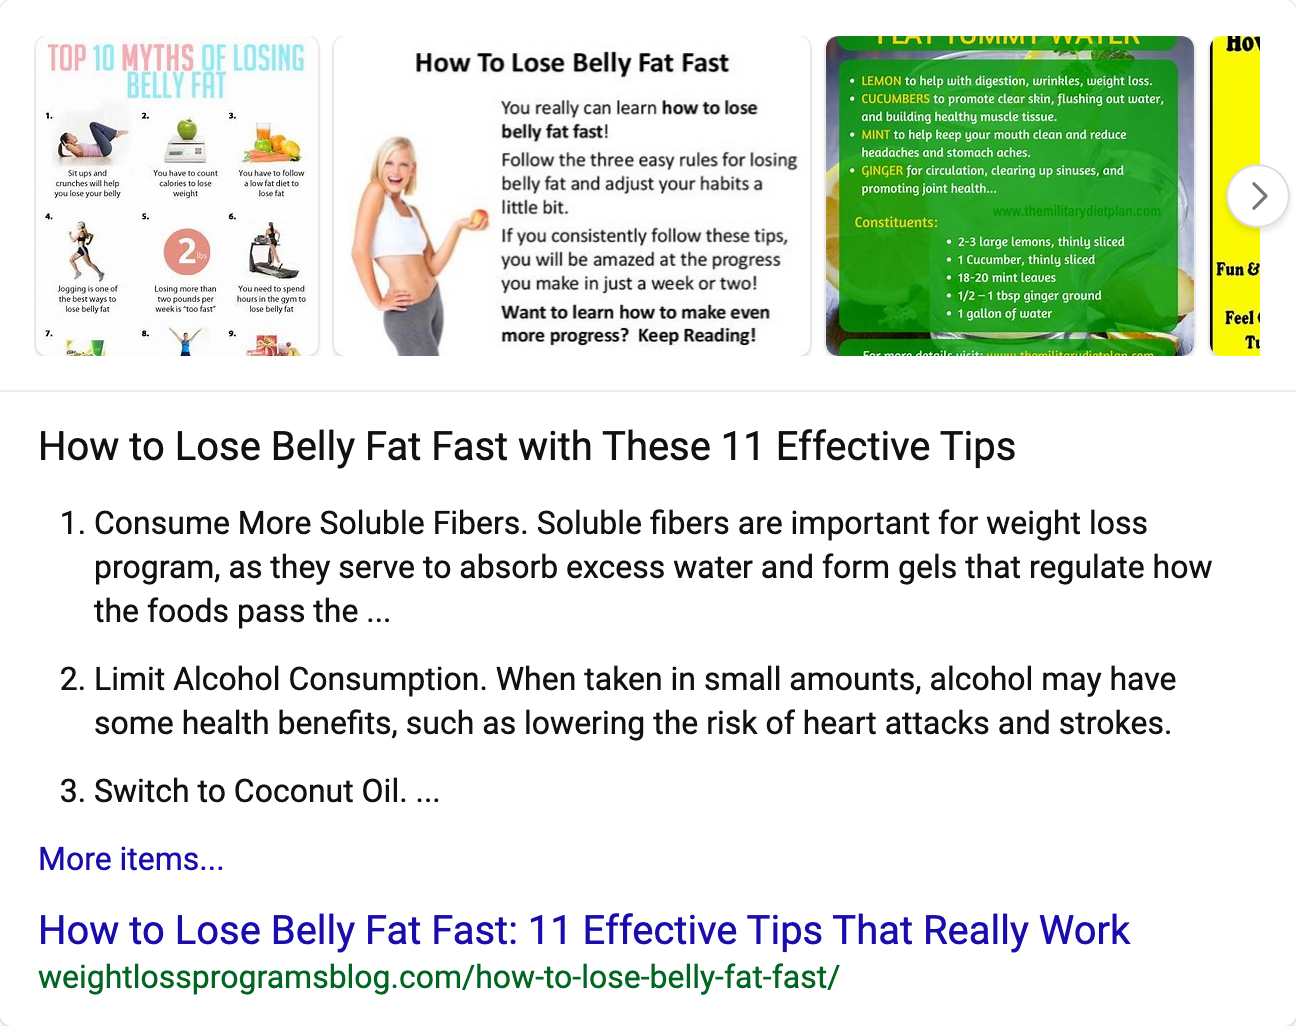 TOP 10 MYTHS OF LOSING
BELLY FAT
1.
Sit ups and
crunches will help
you lose your belly
2.
You have to count
calories to lose
weight
3.
You have to follow
a low fat diet to
lose fat
4.
Jogging is one of
the best ways to
lose belly fat
5.
2 lbs
Losing more than
two pounds per
week is "too fast"
6.
You need to spend
hours in the gym to
lose belly fat
7.
8.
9.
How To Lose Belly Fat Fast
You really can learn how to lose
belly fat fast!
Follow the three easy rules for losing
belly fat and adjust your habits a
little bit.
If you consistently follow these tips,
you will be amazed at the progress
you make in just a week or two!
Want to learn how to make even
more progress? Keep Reading!
FLAT TUMMY WATER
• LEMON to help with digestion, wrinkles, weight loss.
• CUCUMBERS to promote clear skin, flushing out water,
and building healthy muscle tissue.
• MINT to help keep your mouth clean and reduce
headaches and stomach aches.
• GINGER for circulation, clearing up sinuses, and
promoting joint health...
www.themilitarydietplan.com
Constituents:
• 2-3 large lemons, thinly sliced
• 1 Cucumber, thinly sliced
• 18-20 mint leaves
• 1/2 – 1 tbsp ginger ground
• 1 gallon of water
For more details visit: www.themilitarydietplan.com
Fun &
Feel
How to Lose Belly Fat Fast with These 11 Effective Tips
1. Consume More Soluble Fibers. Soluble fibers are important for weight loss
program, as they serve to absorb excess water and form gels that regulate how
the foods pass the ...
2. Limit Alcohol Consumption. When taken in small amounts, alcohol may have
some health benefits, such as lowering the risk of heart attacks and strokes.
3. Switch to Coconut Oil. ...
More items...
How to Lose Belly Fat Fast: 11 Effective Tips That Really Work
weightlossprogramsblog.com/how-to-lose-belly-fat-fast/